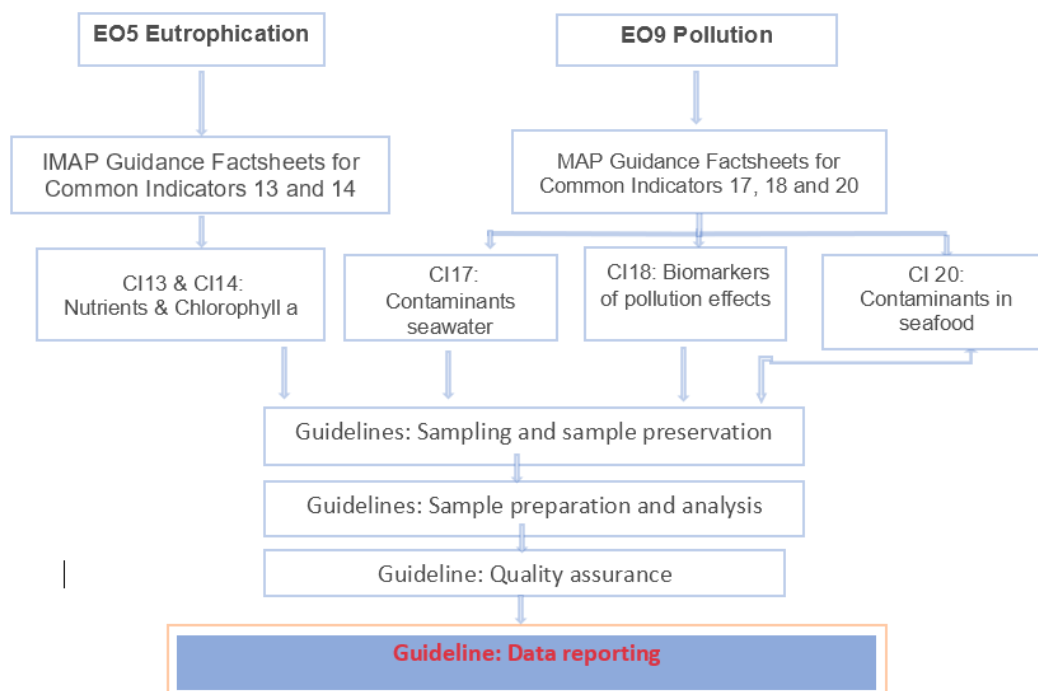 EO5 Eutrophication
EO9 Pollution
IMAP Guidance Factsheets for
Common Indicators 13 and 14
MAP Guidance Factsheets for
Common Indicators 17, 18 and 20
CI13 & CI14:
Nutrients & Chlorophyll a
CI17:
Contaminants
seawater
CI18: Biomarkers
of pollution effects
CI 20:
Contaminants in
seafood
Guidelines: Sampling and sample preservation
Guidelines: Sample preparation and analysis
Guideline: Quality assurance
Guideline: Data reporting